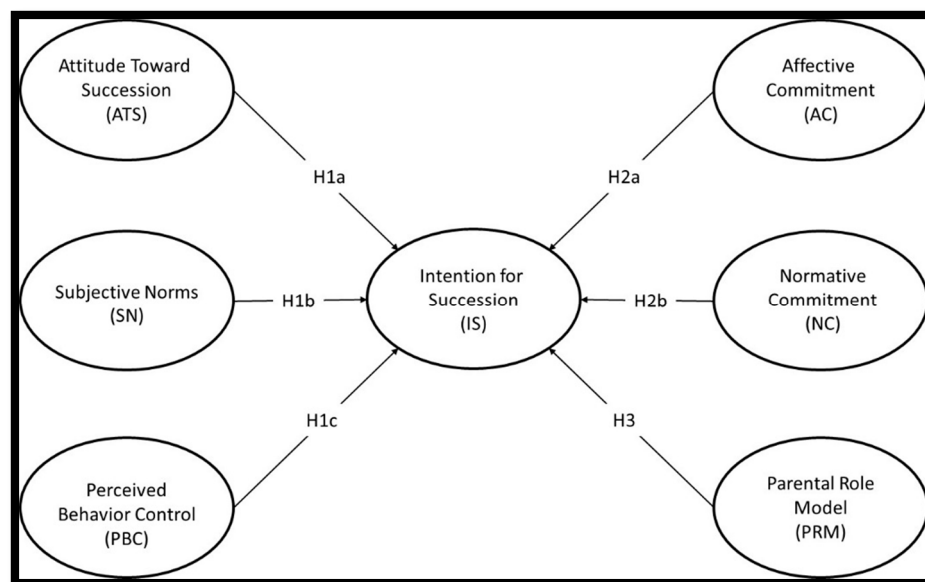 Attitude Toward
Succession
(ATS)
Affective
Commitment
(AC)
H1a
H2a
Subjective Norms
(SN)
H1b
Intention for
Succession
(IS)
H2b
Normative
Commitment
(NC)
H1c
H3
Perceived
Behavior Control
(PBC)
Parental Role
Model
(PRM)